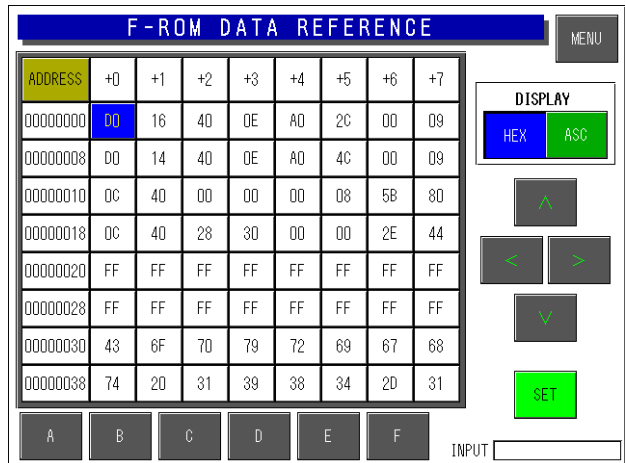 F-ROM DATA REFERENCE
MENU
ADDRESS +0 +1 +2 +3 +4 +5 +6 +7
00000000 D0 16 40 0E A0 2C 00 09
00000008 D0 14 40 0E A0 4C 00 09
00000010 0C 40 00 00 00 08 5B 80
00000018 0C 40 28 30 00 00 2E 44
00000020 FF FF FF FF FF FF FF FF
00000028 FF FF FF FF FF FF FF FF
00000030 43 6F 70 79 72 69 67 68
00000038 74 20 31 39 38 34 2D 31
DISPLAY
HEX ASC
^
< >
v
SET
A B C D E F
INPUT